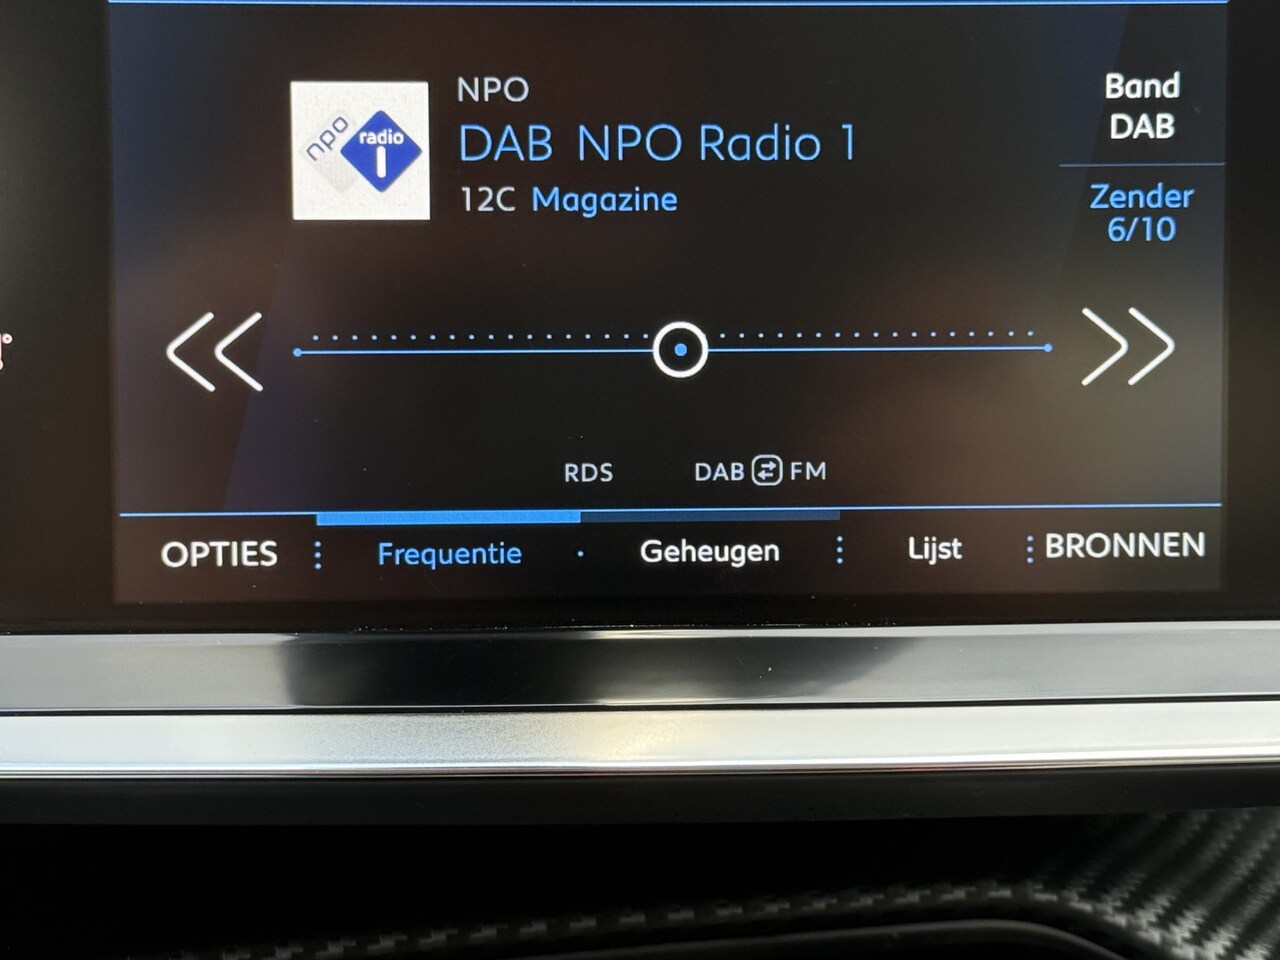 NPO
npo radio 1
DAB NPO Radio 1
12C Magazine
Band
DAB
Zender
6/10
RDS
DAB FM
OPTIES
Frequentie
Geheugen
Lijst
BRONNEN